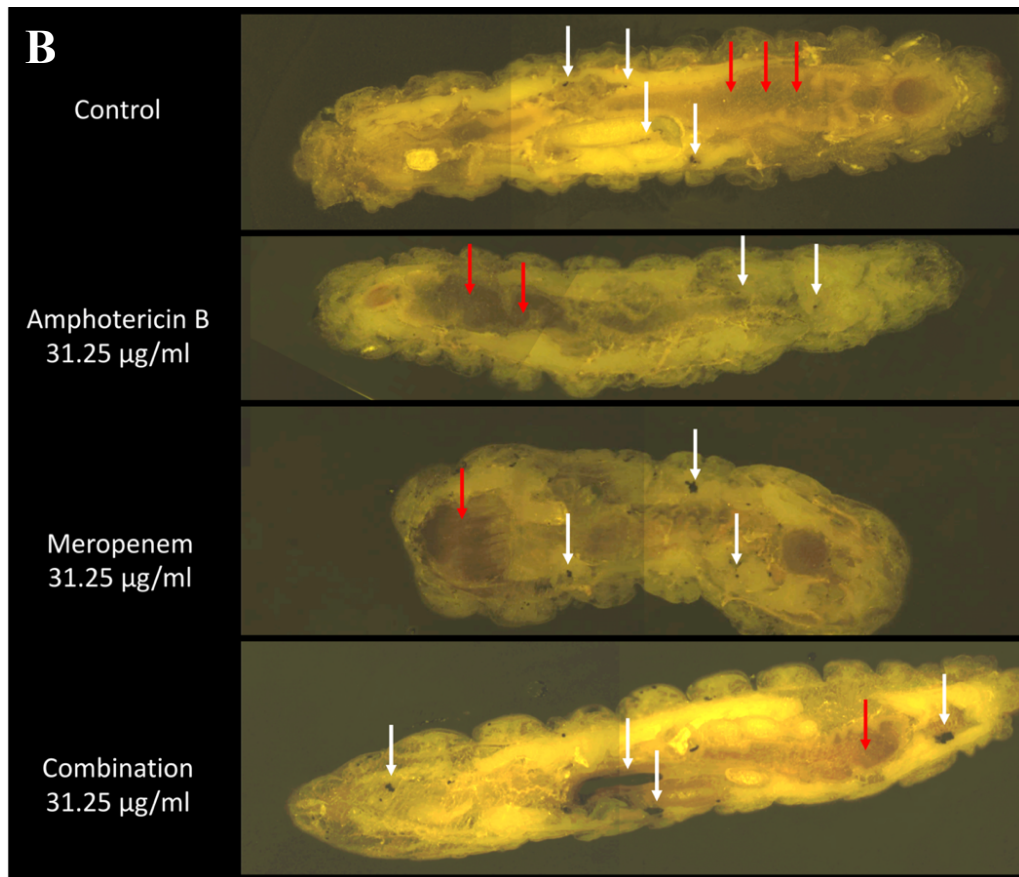 B
Control
Amphotericin B
31.25 µg/ml
Meropenem
31.25 µg/ml
Combination
31.25 µg/ml